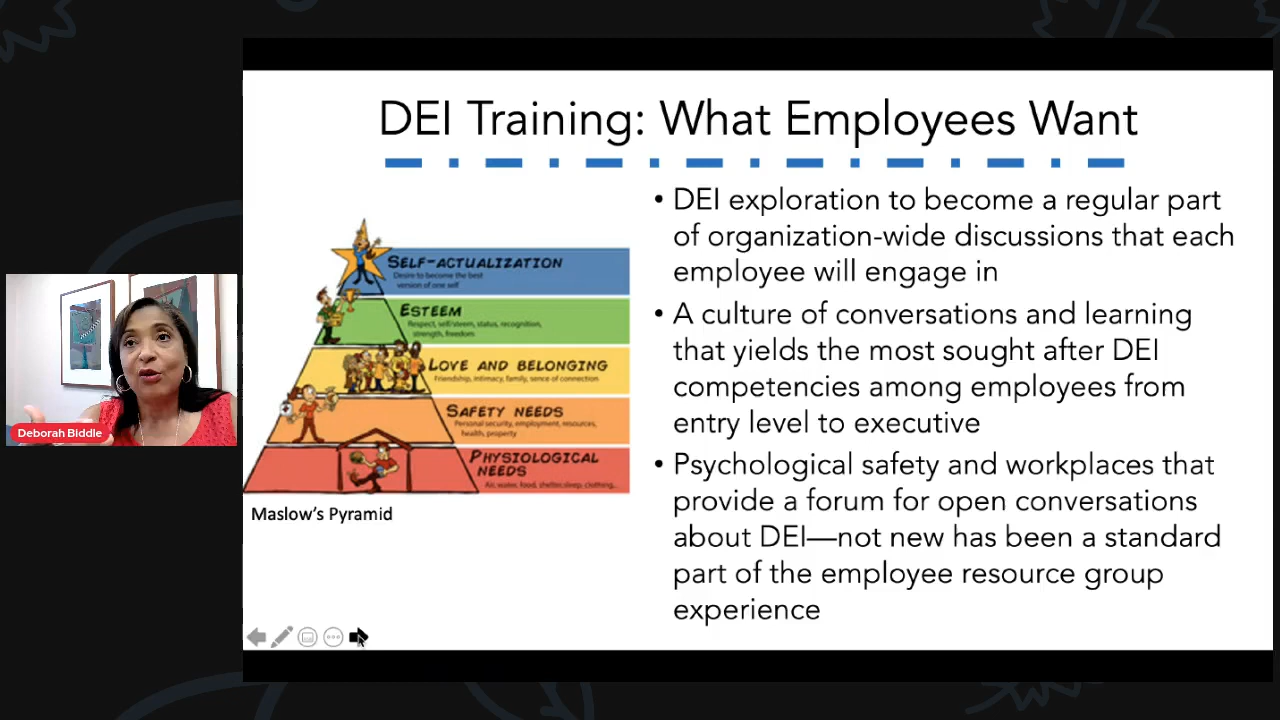 DEI Training: What Employees Want
SELF-ACTUALIZATION
Desire to become the best
version of one self
ESTEEM
Respect, self-esteem, status, recognition,
strength, freedom
LOVE AND BELONGING
Friendship, intimacy, family, sence of connection
SAFETY NEEDS
Personal security, employment, resources,
health, property
PHYSIOLOGICAL
NEEDS
Air, water, food, shelter, sleep, clothing...
Maslow's Pyramid
• DEI exploration to become a regular part
of organization-wide discussions that each
employee will engage in
• A culture of conversations and learning
that yields the most sought after DEI
competencies among employees from
entry level to executive
• Psychological safety and workplaces that
provide a forum for open conversations
about DEI—not new has been a standard
part of the employee resource group
experience
Deborah Biddle